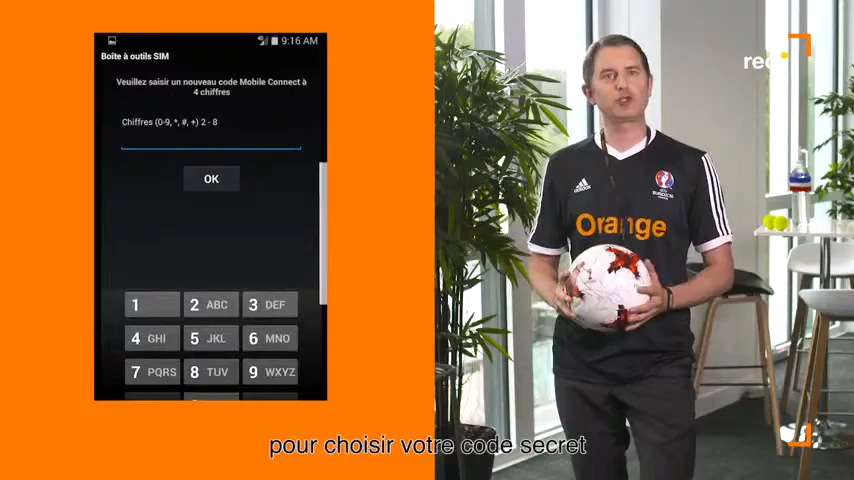 9:16 AM
Boîte à outils SIM
Veuillez saisir un nouveau code Mobile Connect à
4 chiffres
Chiffres (0-9, *, #, +) 2 - 8
OK
1
2 ABC
3 DEF
4 GHI
5 JKL
6 MNO
7 PQRS
8 TUV
9 WXYZ
rec
adidas
Orange
pour choisir votre code secret